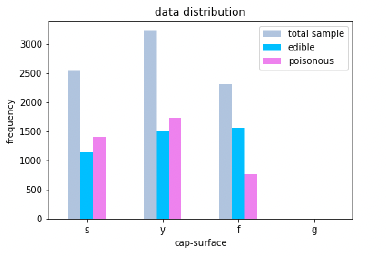 data distribution
total sample
edible
poisonous
frequency
3000
2500
2000
1500
1000
500
0
s y f g
cap-surface